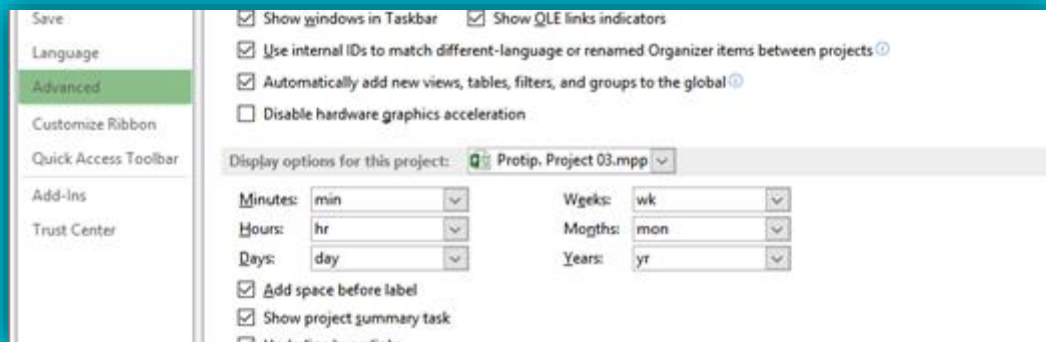 Save
Language
Advanced
Customize Ribbon
Quick Access Toolbar
Add-Ins
Trust Center
Show windows in Taskbar Show OLE links indicators
Use internal IDs to match different-language or renamed Organizer items between projects
Automatically add new views, tables, filters, and groups to the global
Disable hardware graphics acceleration
Display options for this project: Protip. Project 03.mpp
Minutes: min Weeks: wk
Hours: hr Months: mon
Days: day Years: yr
Add space before label
Show project summary task